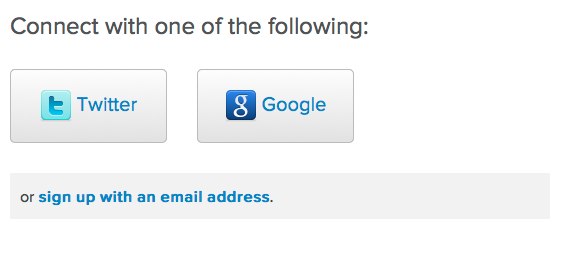 Connect with one of the following:
t Twitter
g Google
or sign up with an email address.